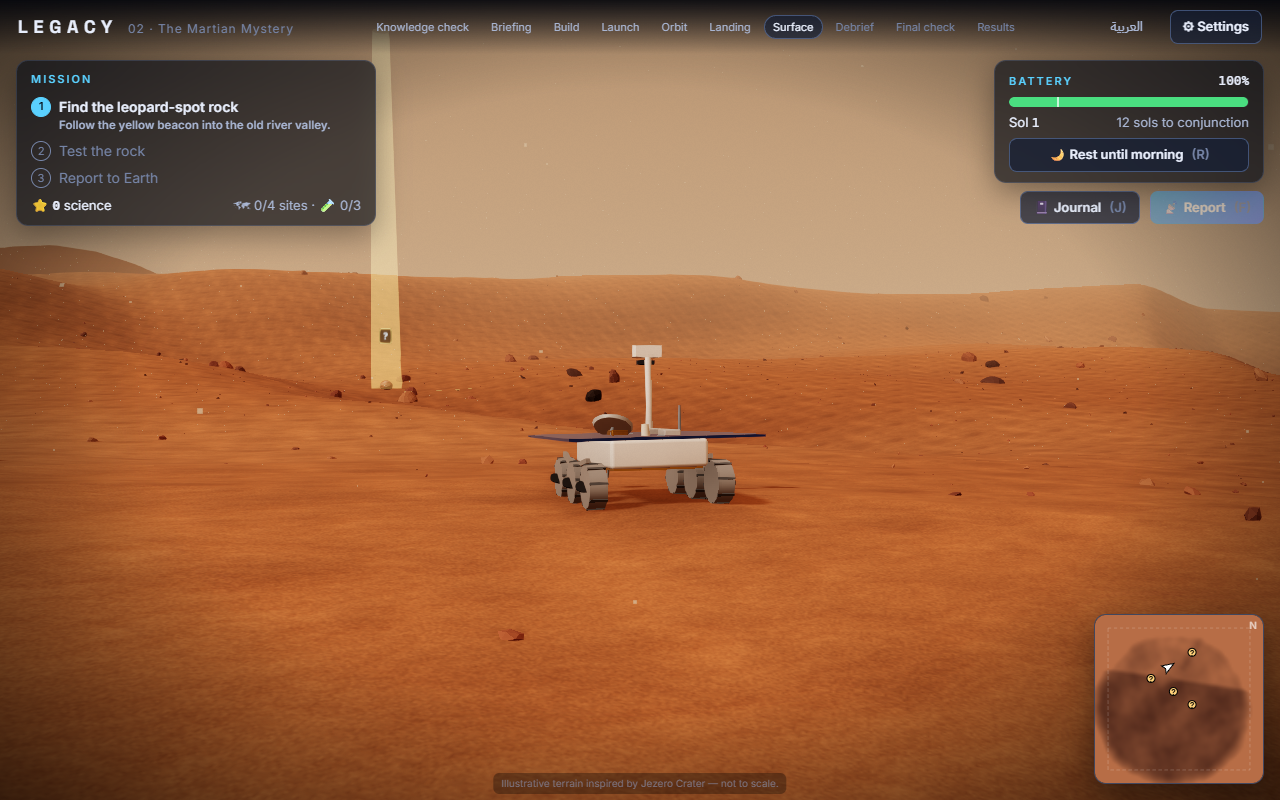 LEGACY 02 · The Martian Mystery
Knowledge check Briefing Build Launch Orbit Landing Surface Debrief Final check Results
العربية
Settings
MISSION
1 Find the leopard-spot rock
Follow the yellow beacon into the old river valley.
2 Test the rock
3 Report to Earth
0 science 0/4 sites · 0/3
BATTERY 100%
Sol 1 12 sols to conjunction
Rest until morning (R)
Journal (J) Report
?
N
?
?
?
?
Illustrative terrain inspired by Jezero Crater — not to scale.